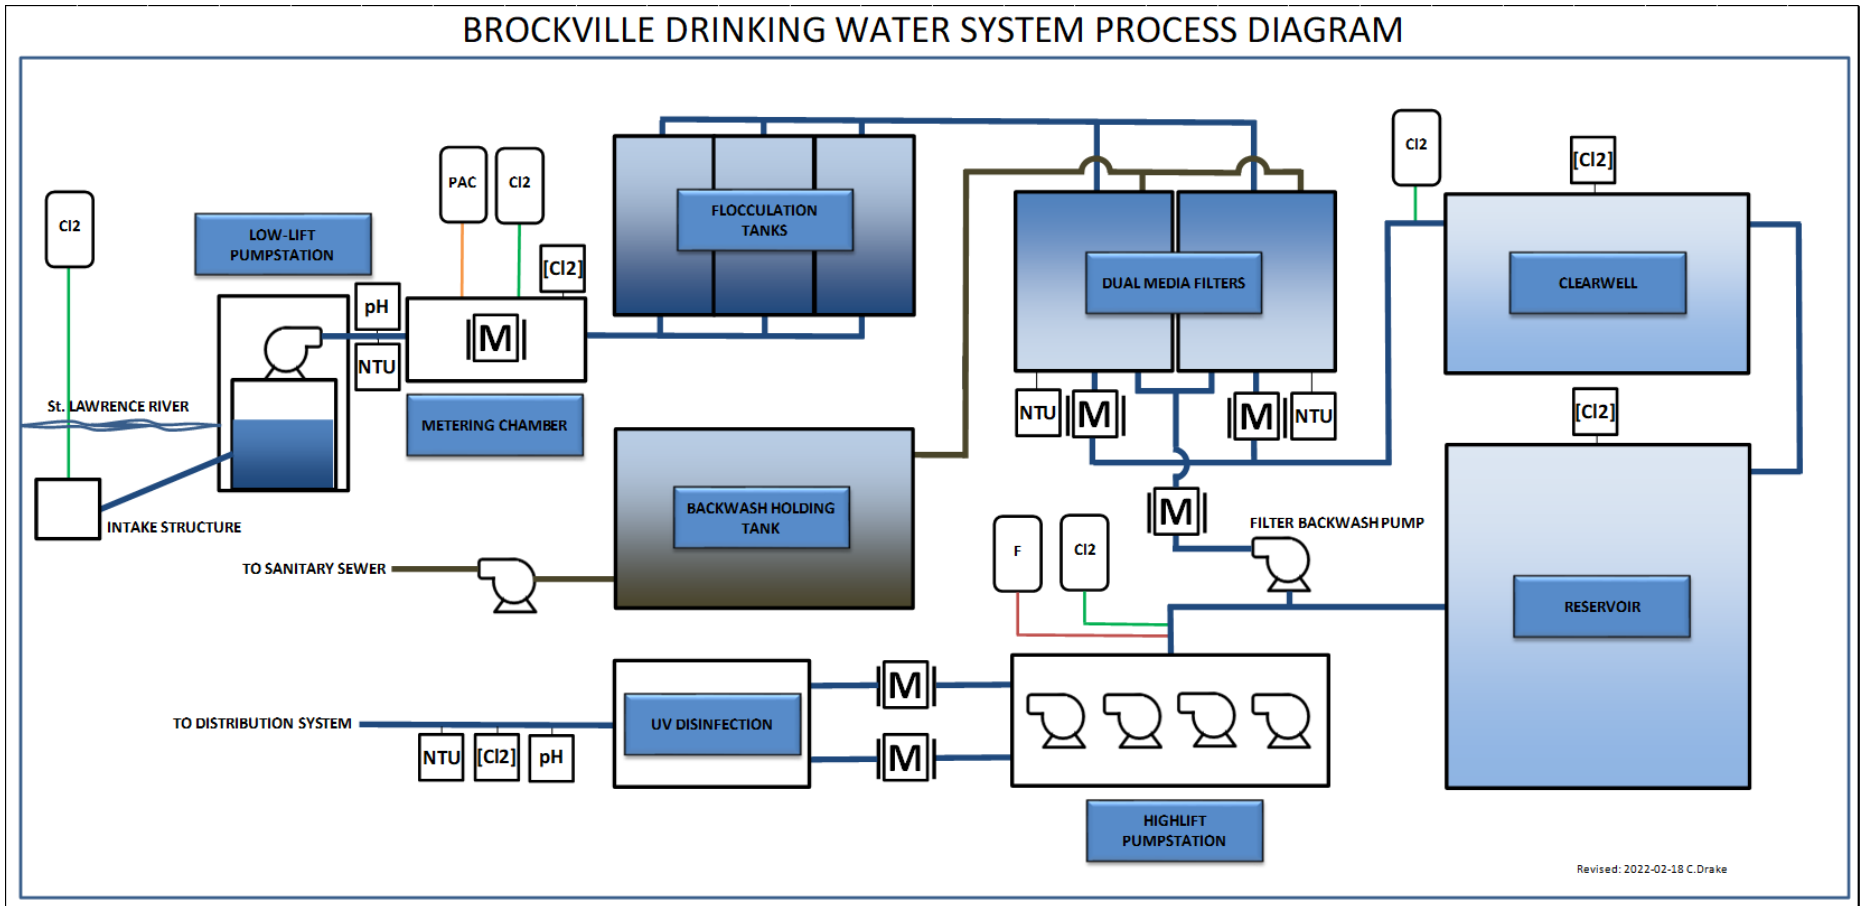 BROCKVILLE DRINKING WATER SYSTEM PROCESS DIAGRAM
Cl2
LOW-LIFT
PUMPSTATION
PAC
Cl2
[Cl2]
pH
NTU
M
METERING CHAMBER
St. LAWRENCE RIVER
INTAKE STRUCTURE
FLOCCULATION
TANKS
DUAL MEDIA FILTERS
NTU
M
M
NTU
Cl2
[Cl2]
CLEARWELL
[Cl2]
RESERVOIR
BACKWASH HOLDING
TANK
TO SANITARY SEWER
M
FILTER BACKWASH PUMP
F
Cl2
M
M
UV DISINFECTION
TO DISTRIBUTION SYSTEM
NTU
[Cl2]
pH
HIGHLIFT
PUMPSTATION
Revised: 2022-02-18 C.Drake